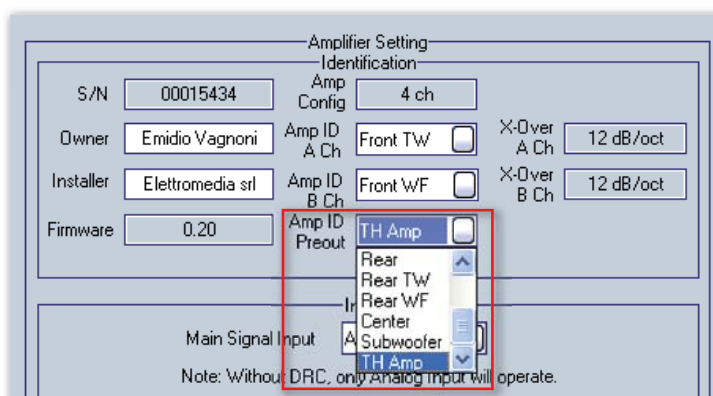 Amplifier Setting
Identification
S/N 00015434 Amp Config 4 ch
Owner Emidio Vagnoni Amp ID A Ch Front TW X-Over A Ch 12 dB/oct
Installer Elettromedia srl Amp ID B Ch Front WF X-Over B Ch 12 dB/oct
Firmware 0.20 Amp ID Preout TH Amp
Rear
Rear TW
Rear WF
Center
Subwoofer
TH Amp
Main Signal Input
Note: Without DRC, only Analog Input will operate.